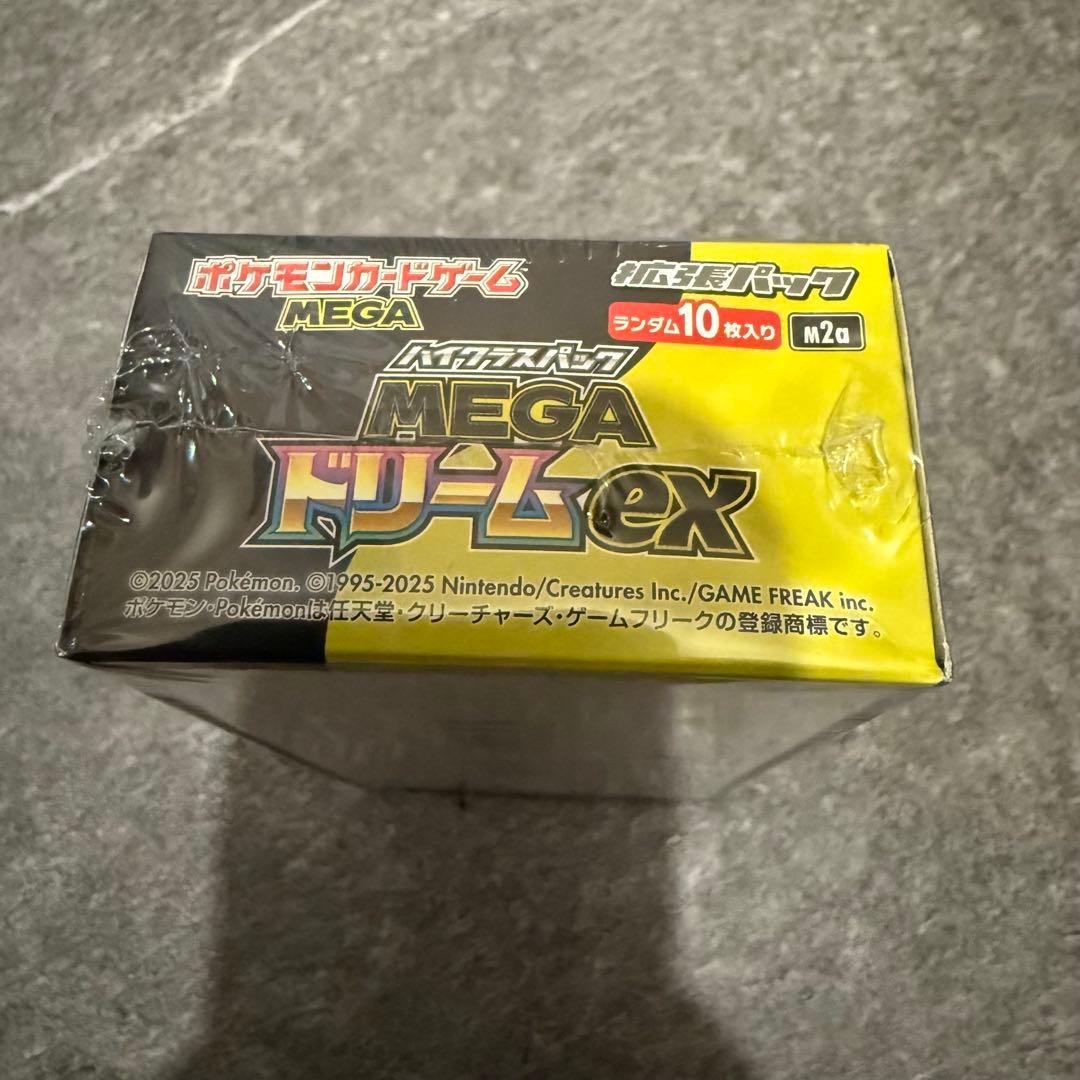 ポケモンカードゲーム
MEGA
拡張パック
ランダム10枚入り
M2a
ハイクラスパック
MEGA
ドリームex
©2025 Pokémon. ©1995-2025 Nintendo/Creatures Inc./GAME FREAK inc.
ポケモン・Pokémonは任天堂・クリーチャーズ・ゲームフリークの登録商標です。